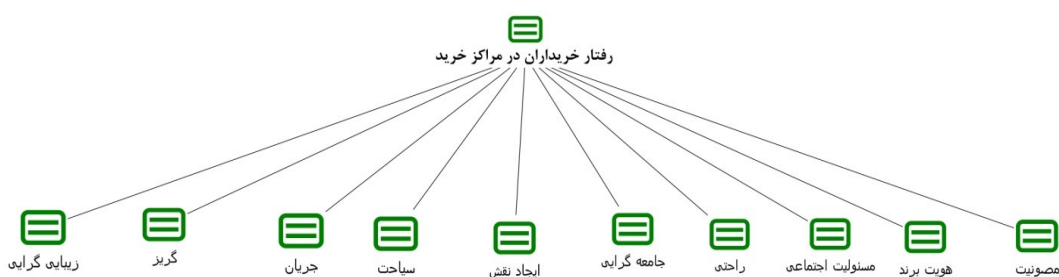 رفتار خریداران در مراکز خرید
مصونیت
هویت برند
مسئولیت اجتماعی
راحتی
جامعه گرایی
ایجاد نقش
سیاحت
جریان
گریز
زیبایی گرایی